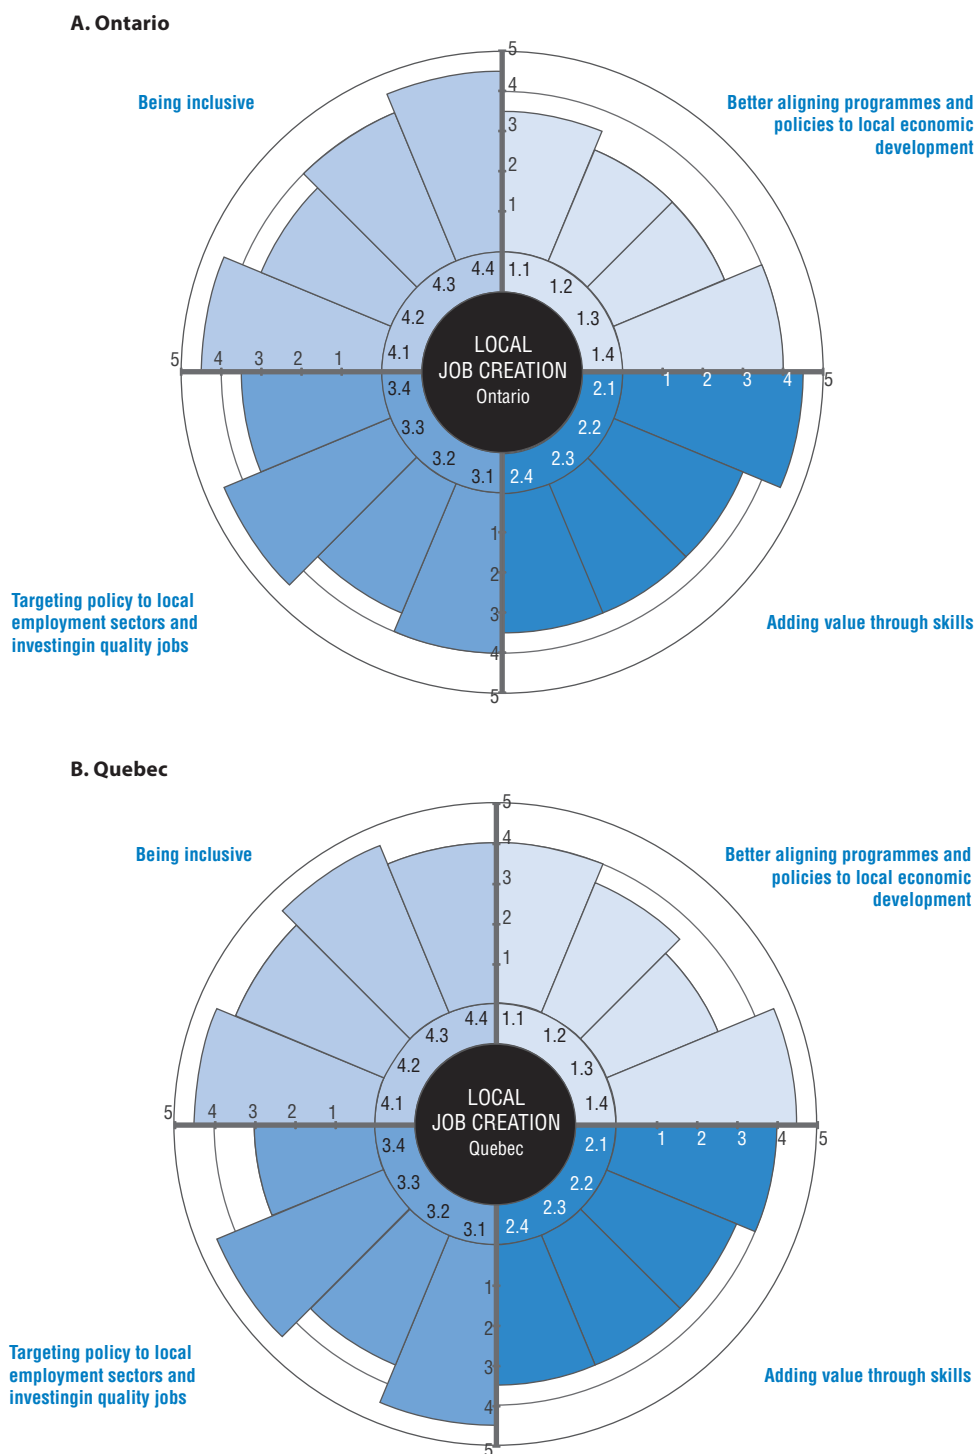 A. Ontario
Being inclusive
Better aligning programmes and
policies to local economic
development
5
4
3
2
1
4.4 1.1
4.3 1.2
4.2 1.3
4.1 1.4
LOCAL
JOB CREATION
Ontario
5 4 3 2 1
1 2 3 4 5
3.4 2.1
3.3 2.2
3.2 2.3
3.1 2.4
1
2
3
4
5
Targeting policy to local
employment sectors and
investingin quality jobs
Adding value through skills
B. Quebec
Being inclusive
Better aligning programmes and
policies to local economic
development
5
4
3
2
1
4.4 1.1
4.3 1.2
4.2 1.3
4.1 1.4
LOCAL
JOB CREATION
Quebec
5 4 3 2 1
1 2 3 4 5
3.4 2.1
3.3 2.2
3.2 2.3
3.1 2.4
1
2
3
4
5
Targeting policy to local
employment sectors and
investingin quality jobs
Adding value through skills